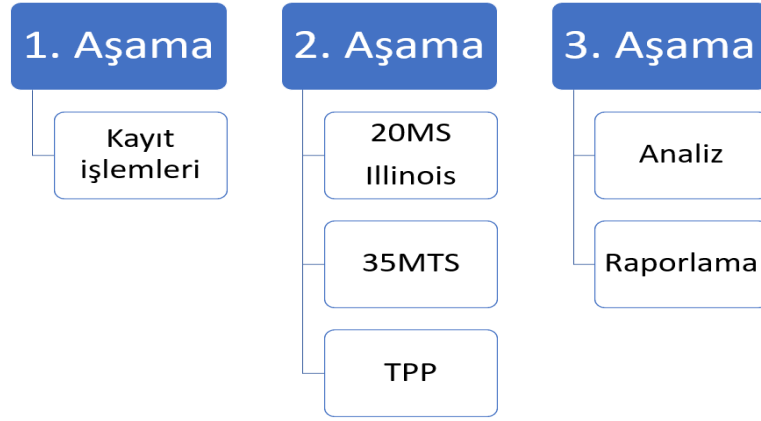 1. Aşama
Kayıt
işlemleri
2. Aşama
20MS
Illinois
35MTS
TPP
3. Aşama
Analiz
Raporlama